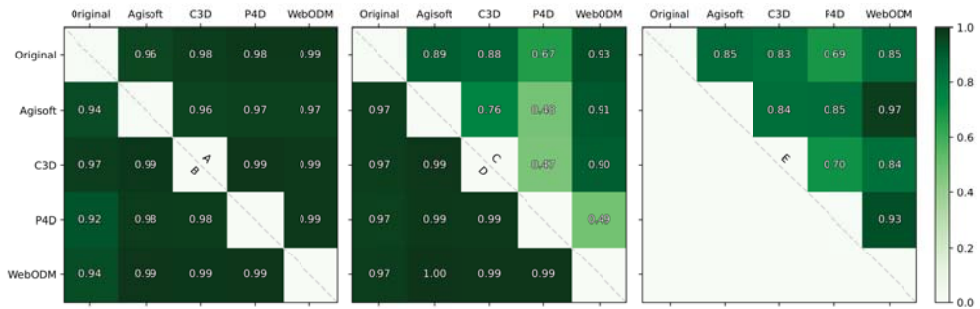 Original Agisoft C3D P4D WebODM Original Agisoft C3D P4D WebODM Original Agisoft C3D P4D WebODM
1.0
Original 0.96 0.98 0.98 0.99 0.89 0.88 0.67 0.93 0.85 0.83 0.69 0.85
0.8
Agisoft 0.94 0.96 0.97 0.97 0.97 0.76 0.48 0.91 0.84 0.85 0.97
0.6
C3D 0.97 0.99 A 0.99 0.99 0.97 0.99 C 0.47 0.90 E 0.70 0.84
B D
0.4
P4D 0.92 0.98 0.98 0.99 0.97 0.99 0.99 0.49 0.93
0.2
WebODM 0.94 0.99 0.99 0.99 0.97 1.00 0.99 0.99
0.0